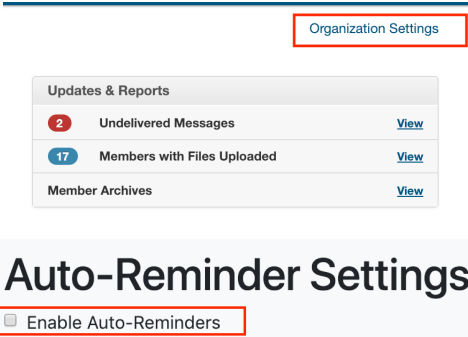 Organization Settings
Updates & Reports
2 Undelivered Messages View
17 Members with Files Uploaded View
Member Archives View
Auto-Reminder Settings
Enable Auto-Reminders